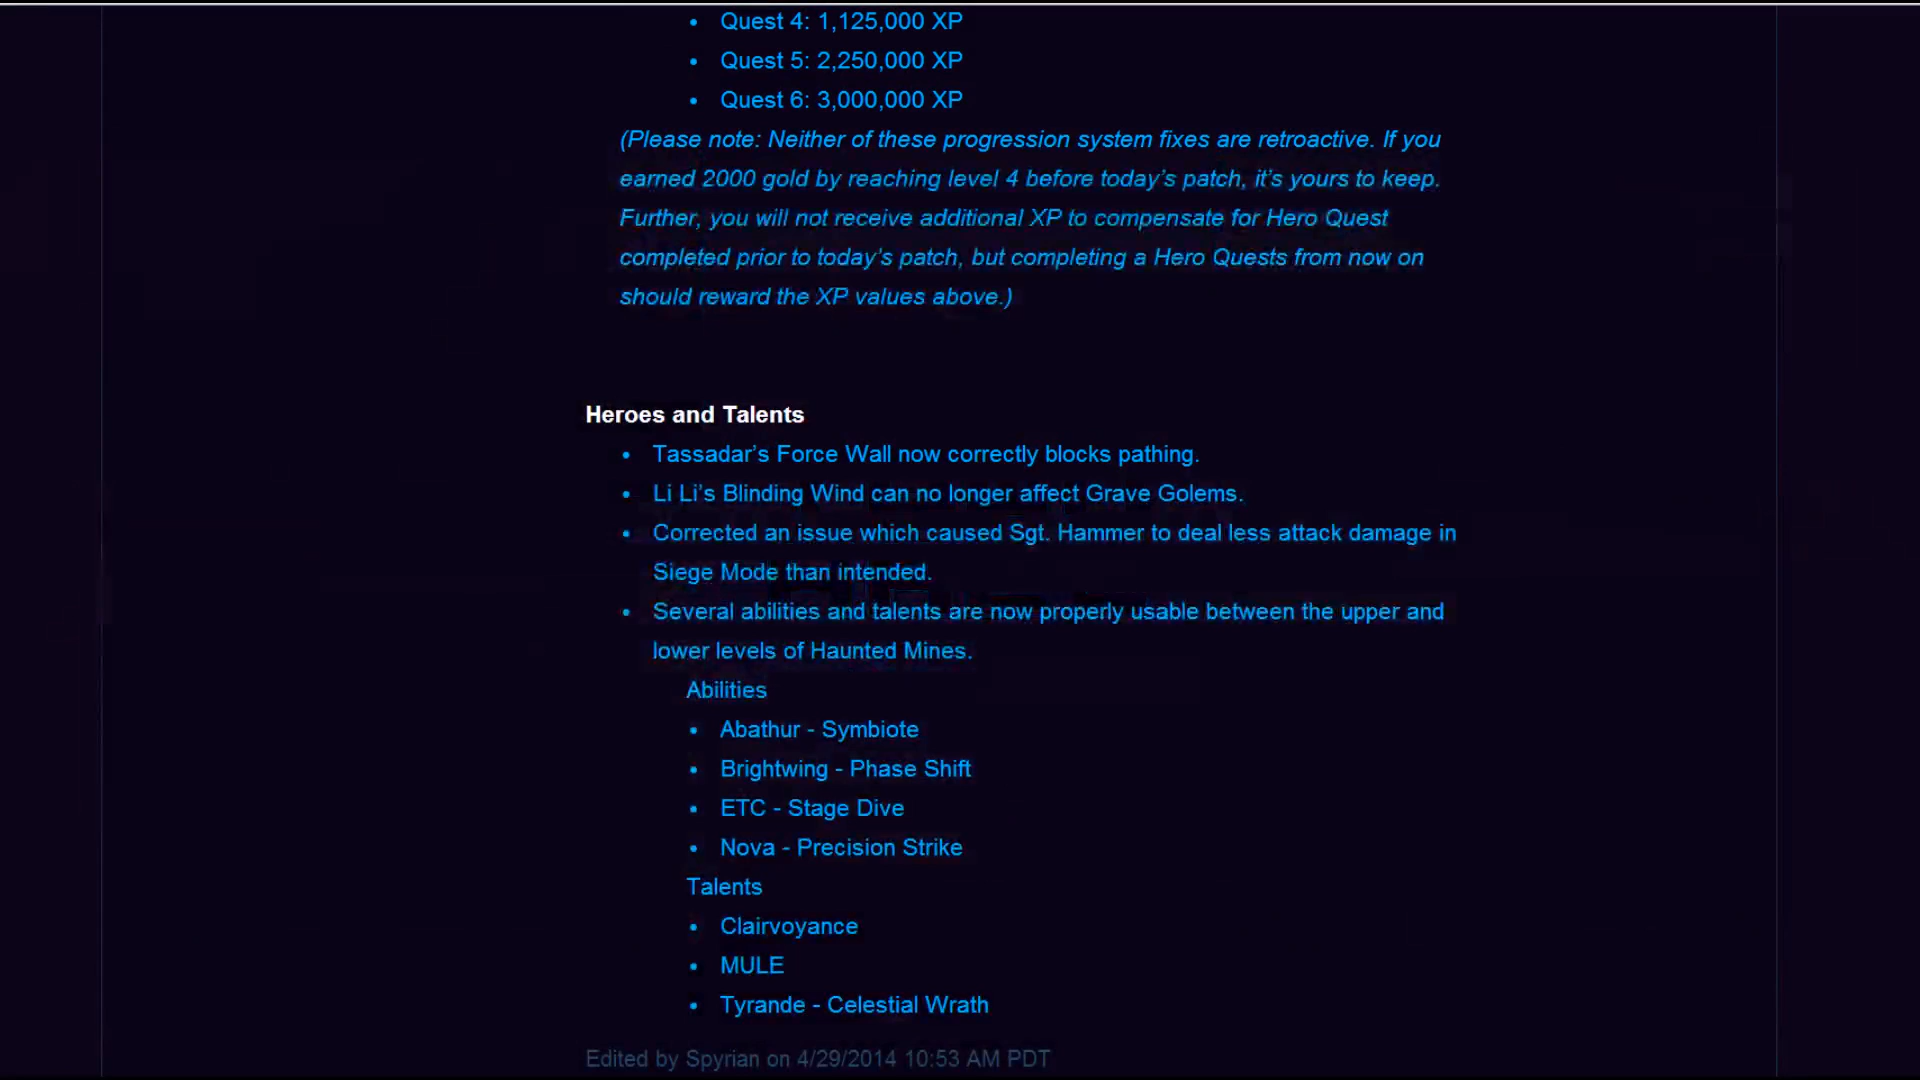 • Quest 4: 1,125,000 XP
• Quest 5: 2,250,000 XP
• Quest 6: 3,000,000 XP
(Please note: Neither of these progression system fixes are retroactive. If you
earned 2000 gold by reaching level 4 before today’s patch, it’s yours to keep.
Further, you will not receive additional XP to compensate for Hero Quest
completed prior to today’s patch, but completing a Hero Quests from now on
should reward the XP values above.)
Heroes and Talents
• Tassadar’s Force Wall now correctly blocks pathing.
• Li Li’s Blinding Wind can no longer affect Grave Golems.
• Corrected an issue which caused Sgt. Hammer to deal less attack damage in
Siege Mode than intended.
• Several abilities and talents are now properly usable between the upper and
lower levels of Haunted Mines.
Abilities
• Abathur - Symbiote
• Brightwing - Phase Shift
• ETC - Stage Dive
• Nova - Precision Strike
Talents
• Clairvoyance
• MULE
• Tyrande - Celestial Wrath
Edited by Spyrian on 4/29/2014 10:53 AM PDT